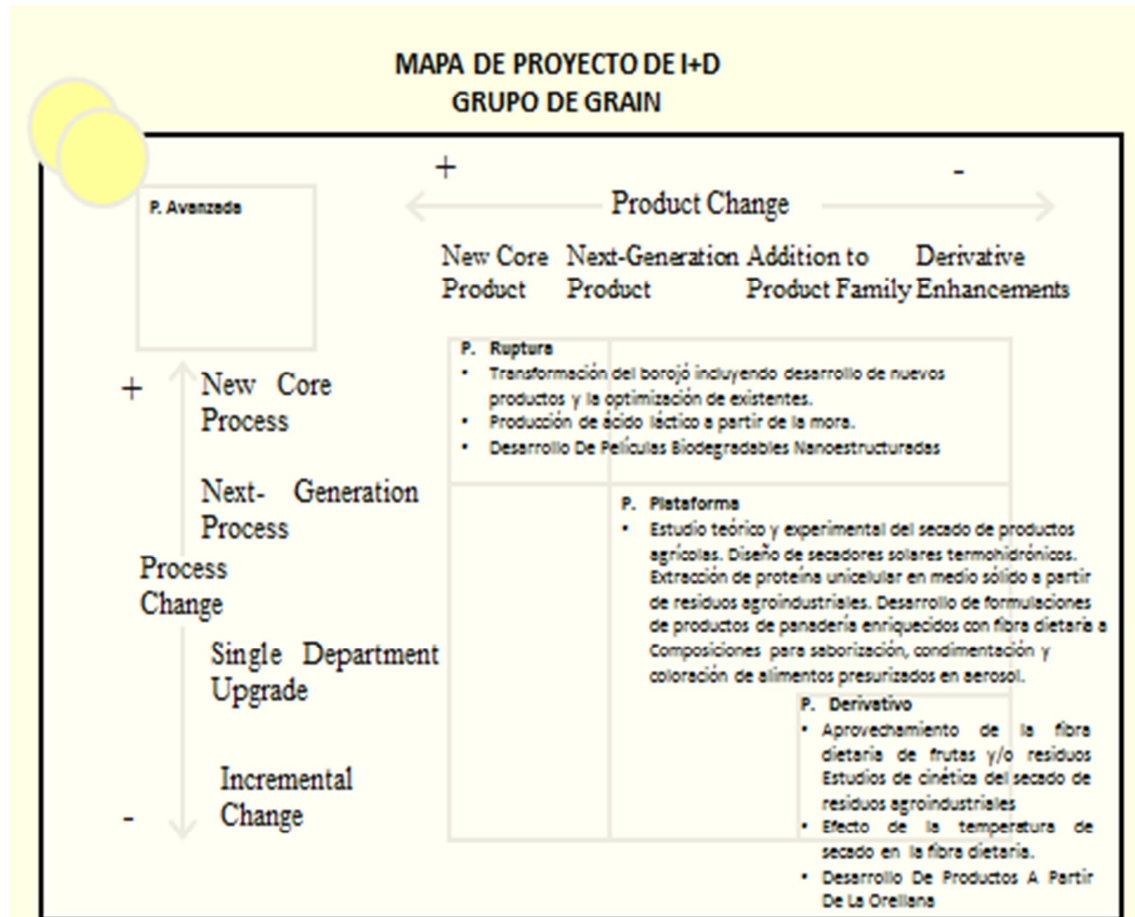 MAPA DE PROYECTO DE I+D
GRUPO DE GRAIN
+ -
P. Avanzada
Product Change
New Core Next-Generation Addition to Derivative
Product Product Product Family Enhancements
P. Ruptura
• Transformación del borojó incluyendo desarrollo de nuevos
productos y la optimización de existentes.
• Producción de ácido láctico a partir de la mora.
• Desarrollo De Películas Biodegradables Nanoestructuradas
+
New Core
Process
Next- Generation
Process
Process
Change
Single Department
Upgrade
Incremental
Change
-
P. Plataforma
• Estudio teórico y experimental del secado de productos
agrícolas. Diseño de secadores solares termohidrónicos.
Extracción de proteína unicelular en medio sólido a partir
de residuos agroindustriales. Desarrollo de formulaciones
de productos de panadería enriquecidos con fibra dietaria a
Composiciones para saborización, condimentación y
coloración de alimentos presurizados en aerosol.
P. Derivativo
• Aprovechamiento de la fibra
dietaria de frutas y/o residuos
Estudios de cinética del secado de
residuos agroindustriales
• Efecto de la temperatura de
secado en la fibra dietaria.
• Desarrollo De Productos A Partir
De La Orellana